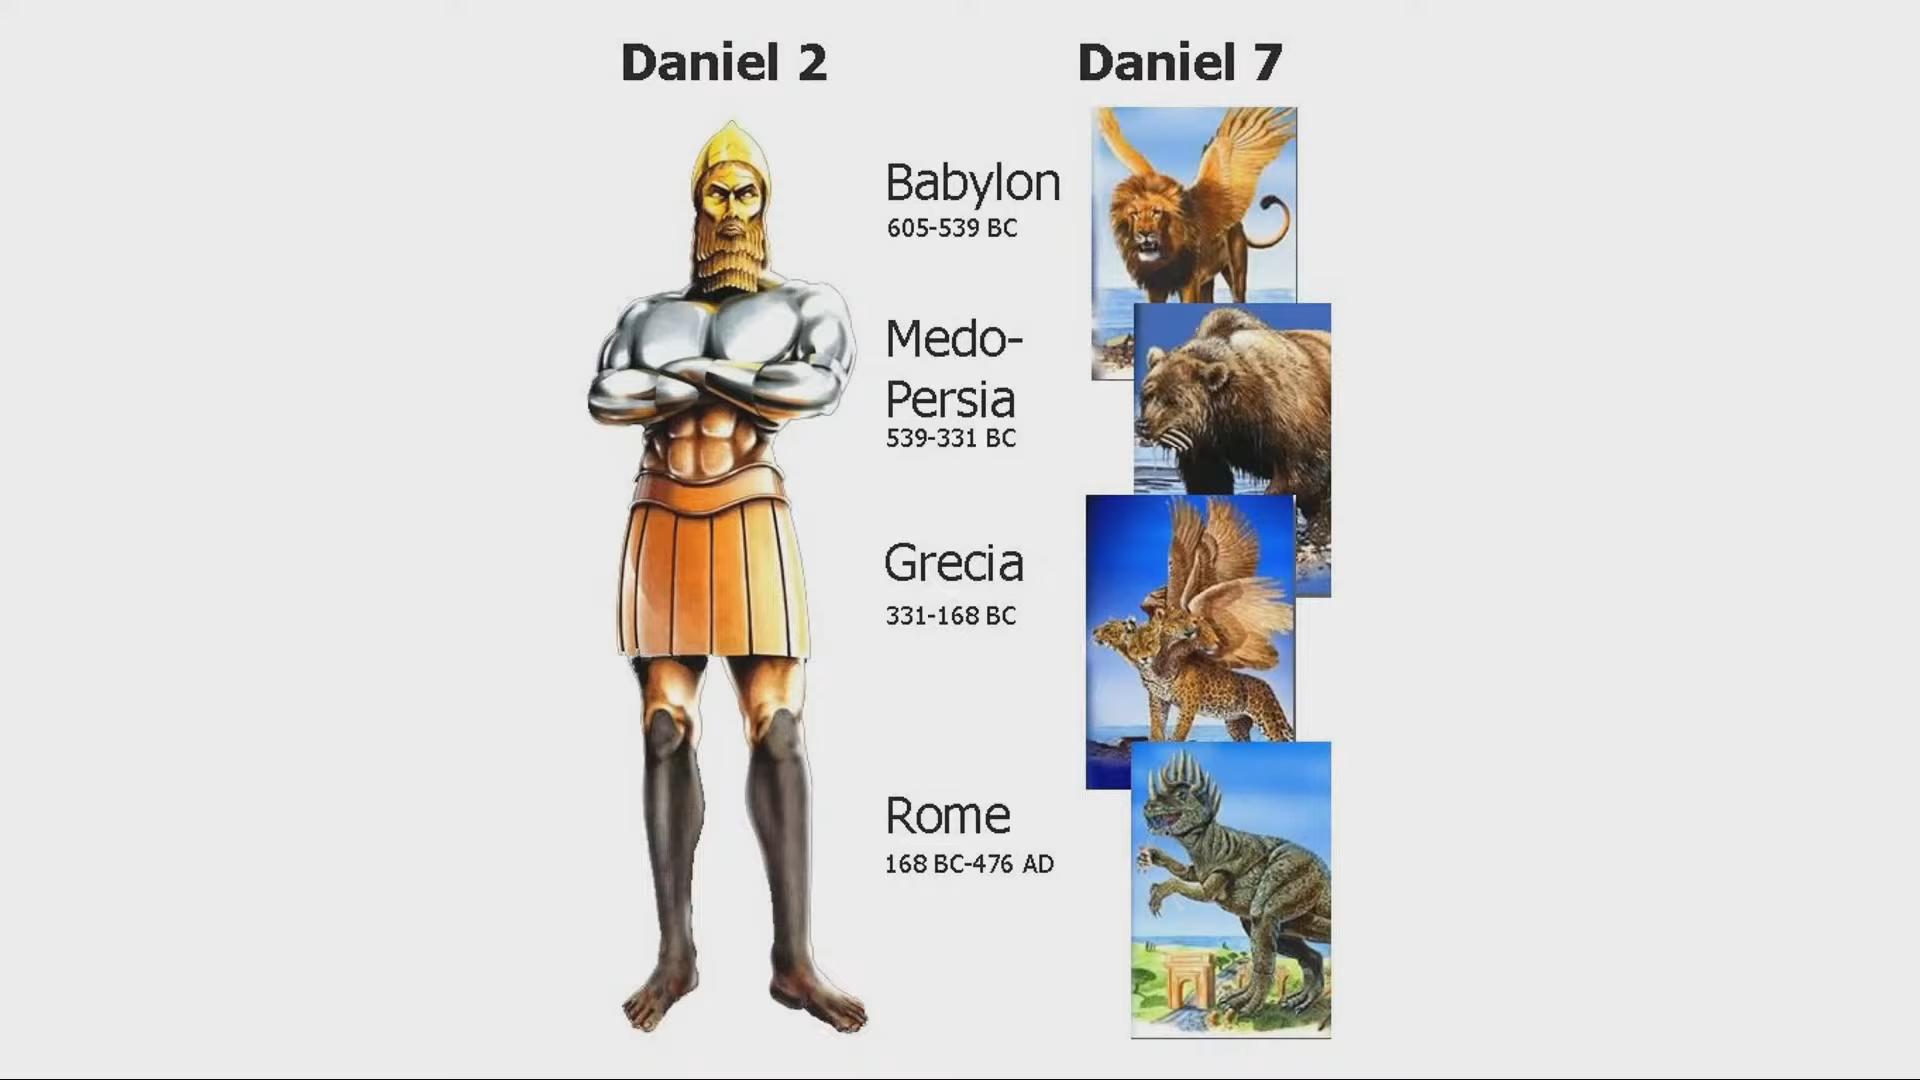 Daniel 2
Daniel 7
Babylon
605-539 BC
Medo-
Persia
539-331 BC
Grecia
331-168 BC
Rome
168 BC-476 AD